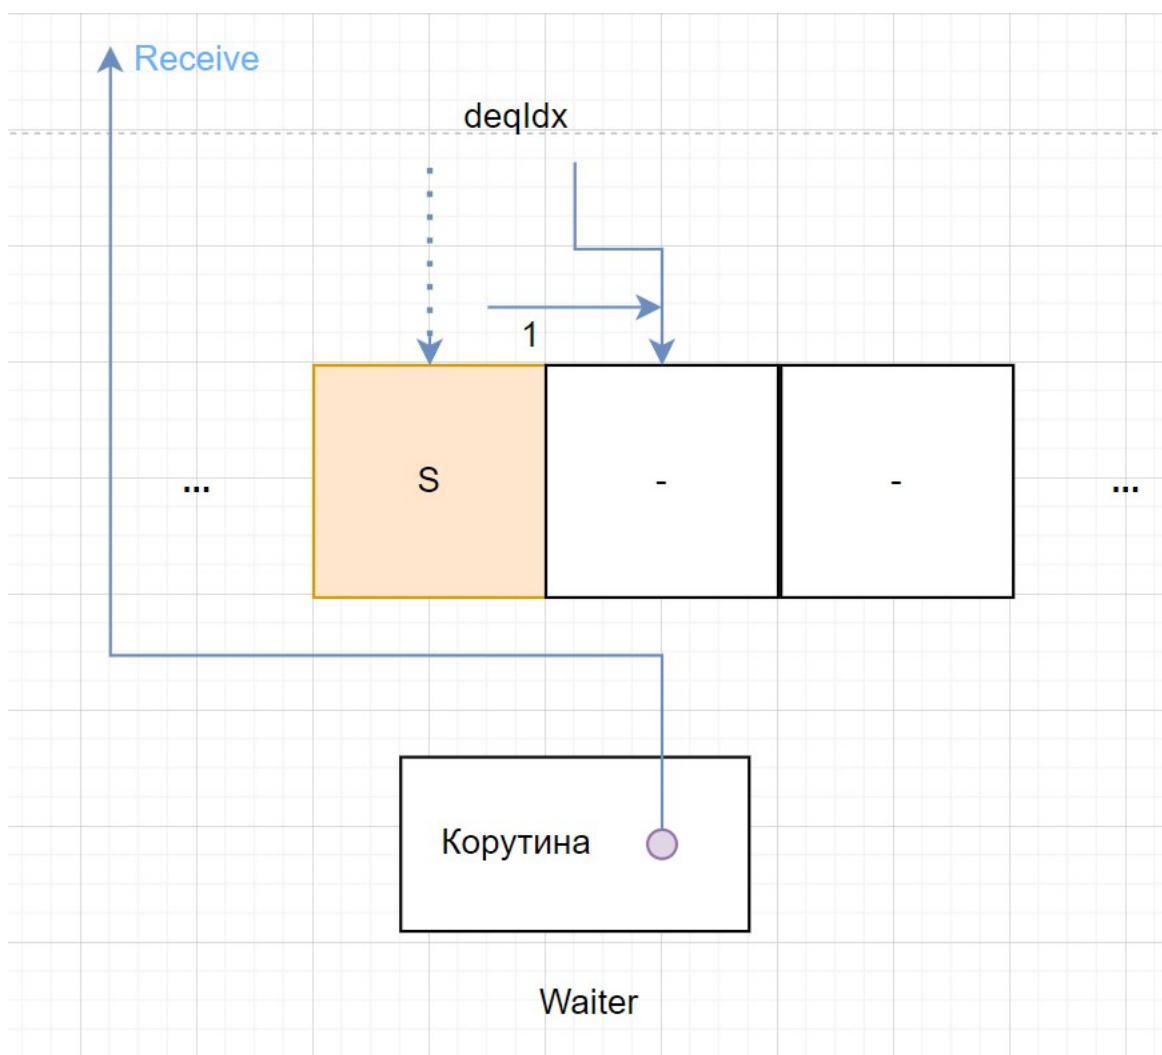 Receive
deqIdx
1
... S - - ...
Корутина
Waiter